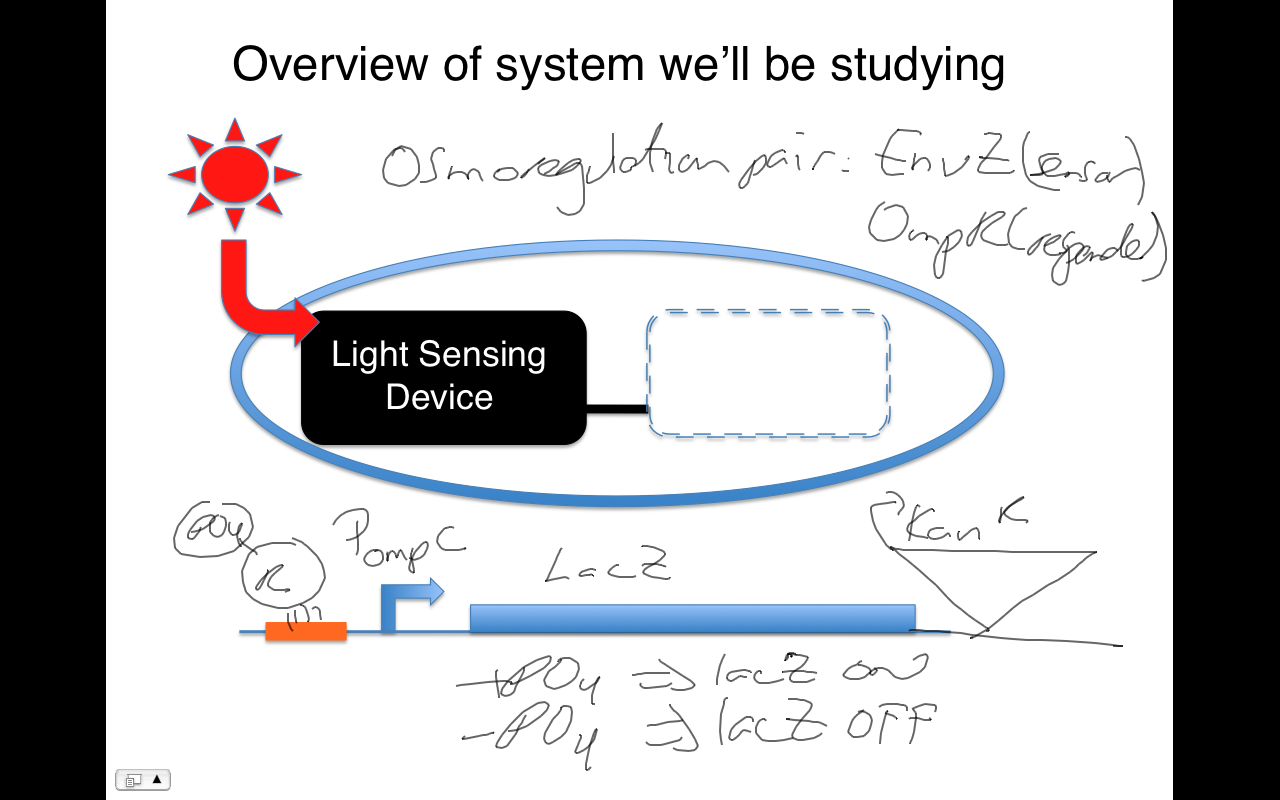 Overview of system we'll be studying
Osmoregulation pair: EnvZ (sensor)
OmpR (responder)
Light Sensing
Device
PO4
R
PompC
LacZ
KanR
+PO4 ⇒ lacZ ON
-PO4 ⇒ lacZ OFF